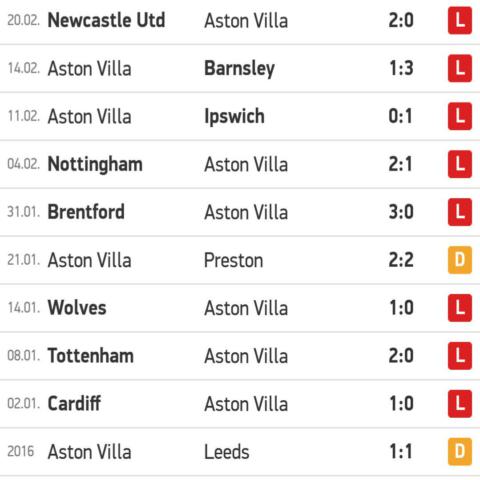 20.02. Newcastle Utd Aston Villa 2:0 L
14.02. Aston Villa Barnsley 1:3 L
11.02. Aston Villa Ipswich 0:1 L
04.02. Nottingham Aston Villa 2:1 L
31.01. Brentford Aston Villa 3:0 L
21.01. Aston Villa Preston 2:2 D
14.01. Wolves Aston Villa 1:0 L
08.01. Tottenham Aston Villa 2:0 L
02.01. Cardiff Aston Villa 1:0 L
2016 Aston Villa Leeds 1:1 D